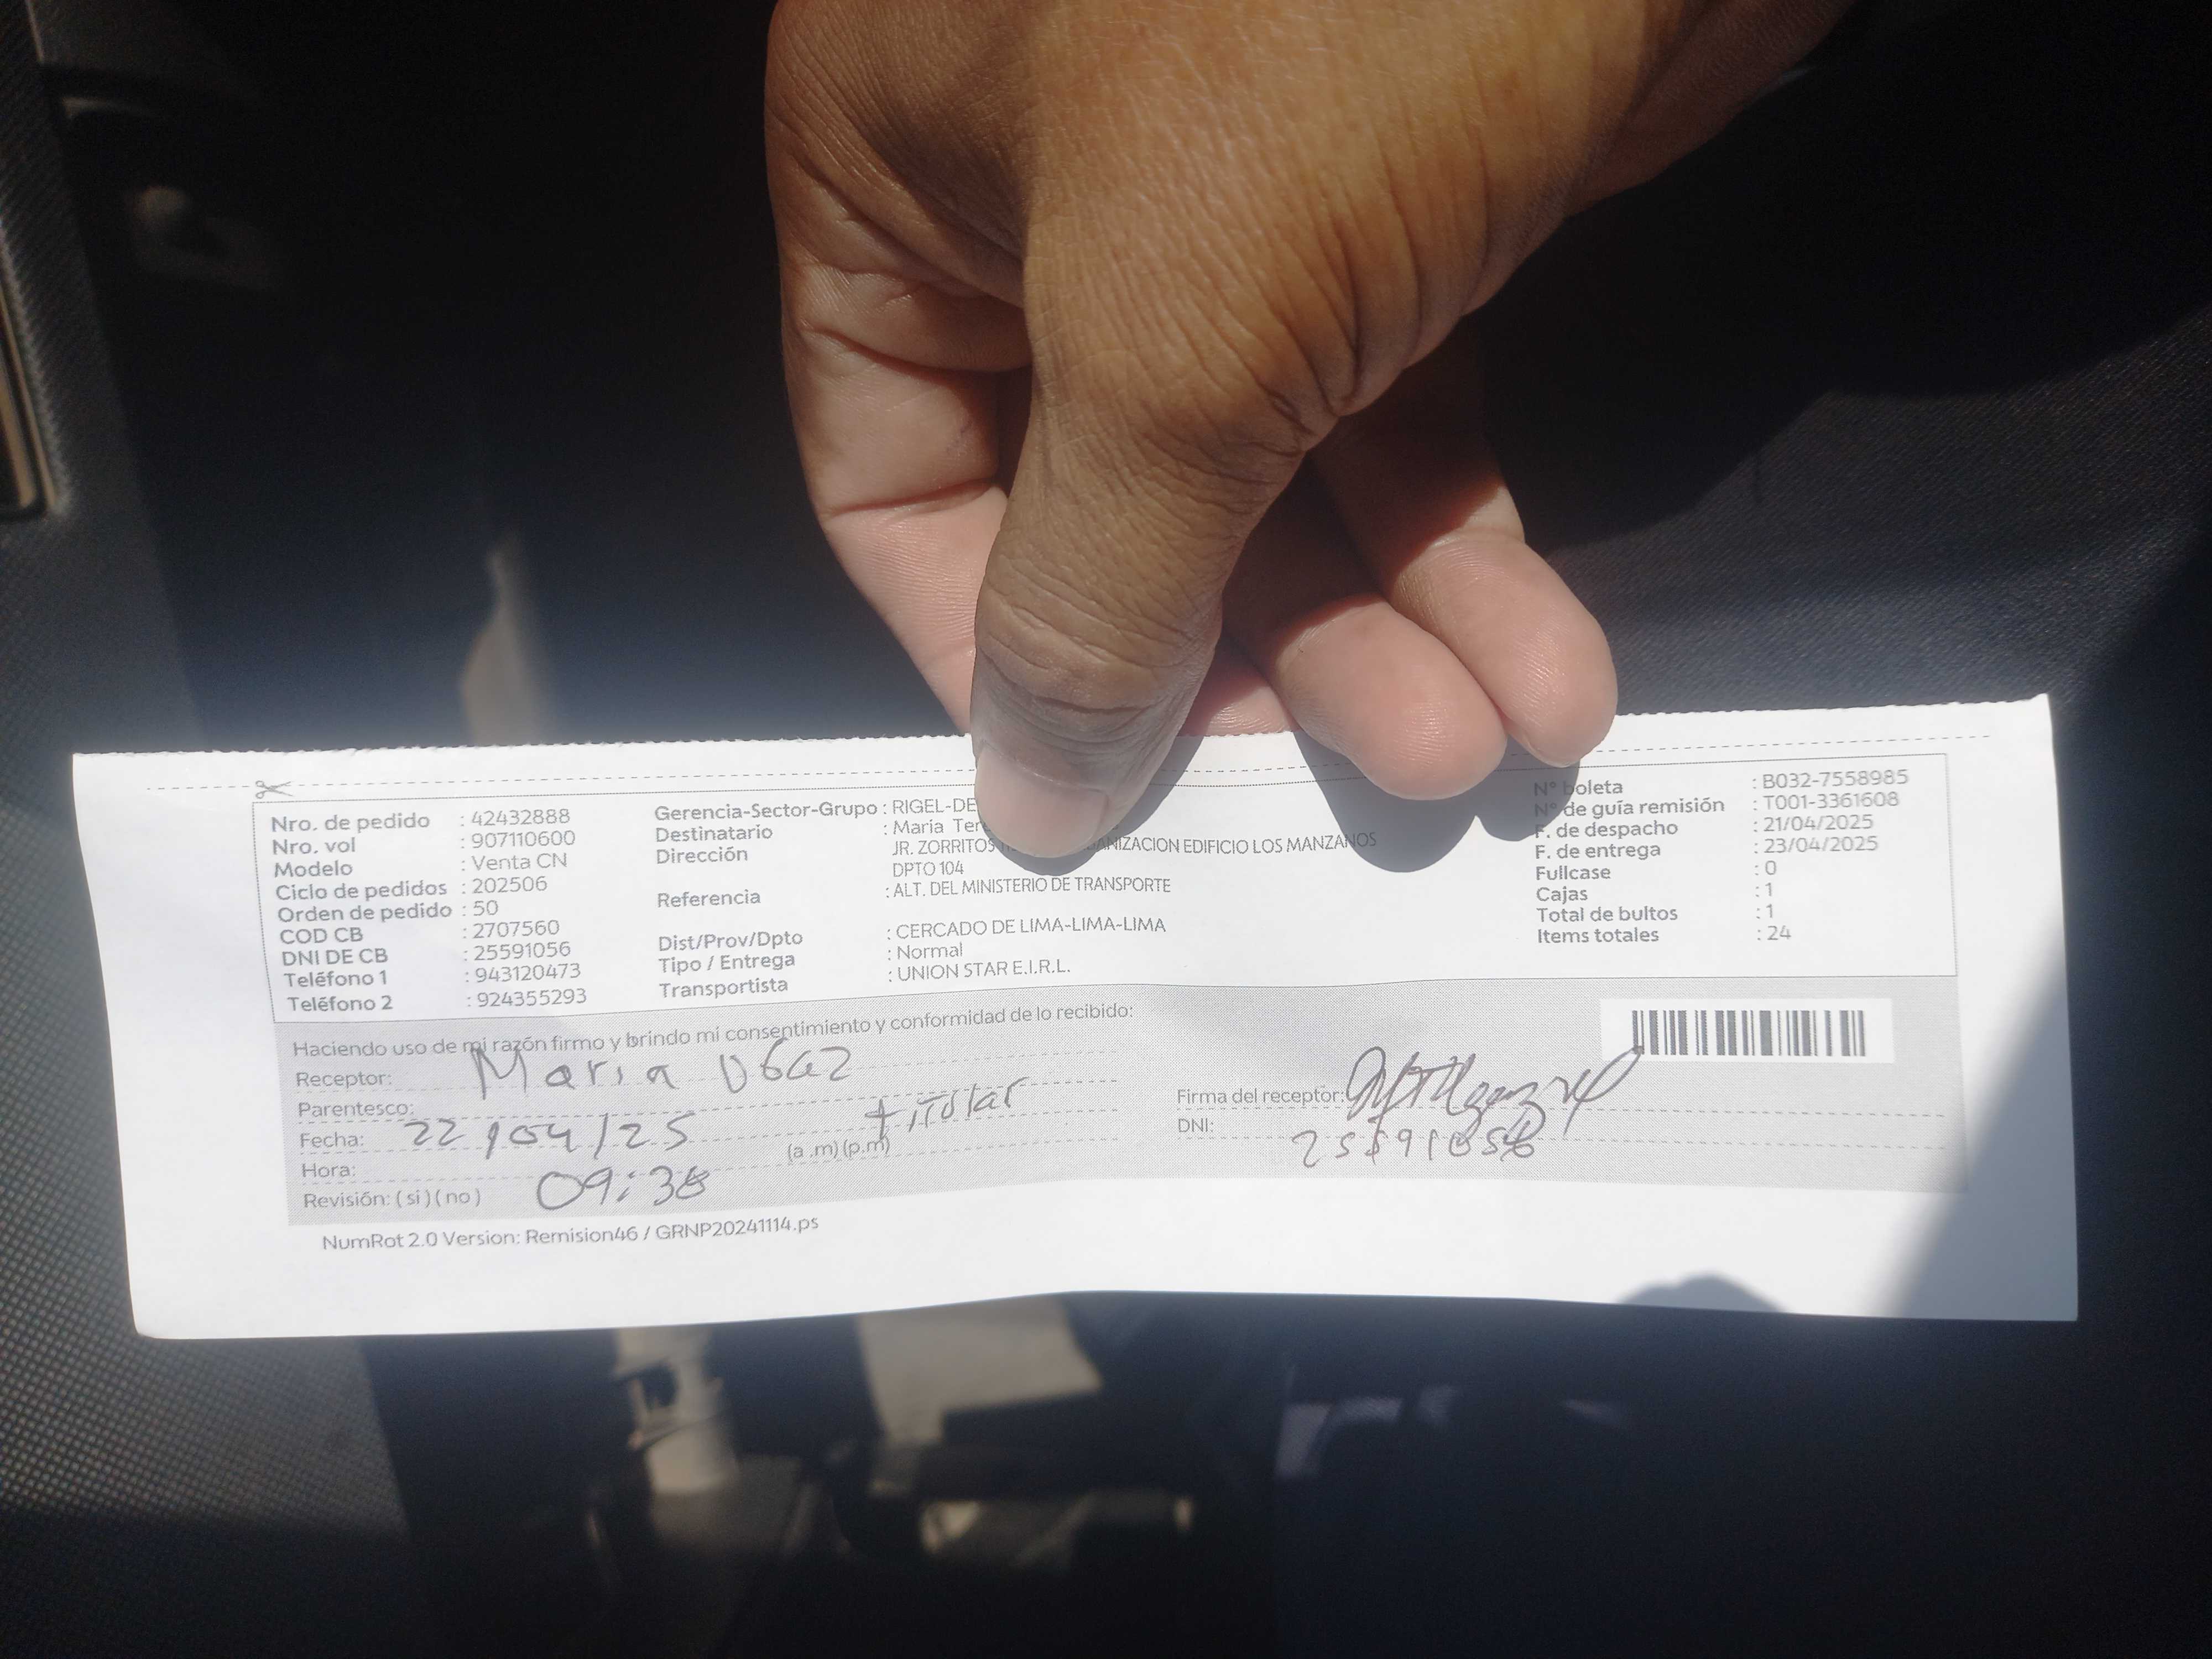 Nro. de pedido : 42432888
Nro. vol : 907110600
Modelo : Venta CN
Ciclo de pedidos : 202506
Orden de pedido : 50
COD CB : 2707560
DNI DE CB : 25591056
Teléfono 1 : 943120473
Teléfono 2 : 924355293
Gerencia-Sector-Grupo : RIGEL-DE
Destinatario : Maria
Dirección JR. ZORRITOS EDIFICIO LOS MANZANOS
DPTO 104
Referencia : ALT. DEL MINISTERIO DE TRANSPORTE
Dist/Prov/Dpto : CERCADO DE LIMA-LIMA-LIMA
Tipo / Entrega : Normal
Transportista : UNION STAR E.I.R.L.
N° boleta : B032-7558985
N° de guía remisión : T001-3361608
F. de despacho : 21/04/2025
F. de entrega : 23/04/2025
Fullcase : 0
Cajas : 1
Total de bultos : 1
Items totales : 24
Haciendo uso de mi razón firmo y brindo mi consentimiento y conformidad de lo recibido:
Receptor: Maria
Parentesco: titular
Fecha: 22/04/25
Hora: 09:38 (a .m) (p.m)
Revisión: ( si ) ( no )
Firma del receptor:
DNI: 25591056
NumRot 2.0 Version: Remision46 / GRNP20241114.ps